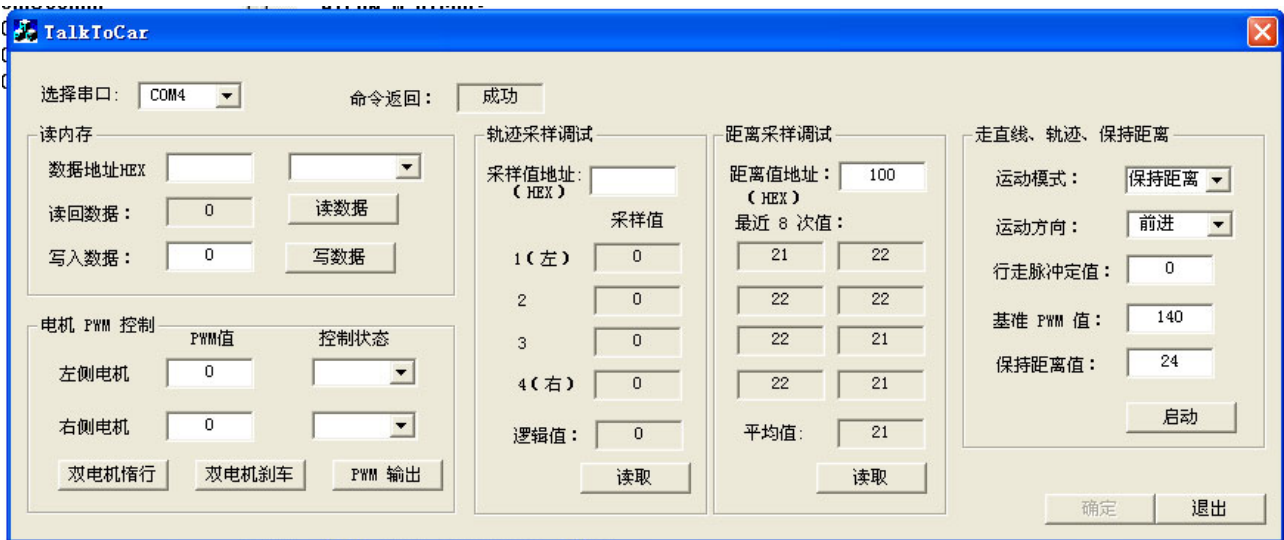 TalkToCar
选择串口: COM4 命令返回: 成功
读内存
数据地址HEX
读回数据: 0 读数据
写入数据: 0 写数据
电机 PWM 控制
PWM值 控制状态
左侧电机 0
右侧电机 0
双电机惰行 双电机刹车 PWM 输出
轨迹采样调试
采样值地址:
(HEX)
采样值
1(左) 0
2 0
3 0
4(右) 0
逻辑值: 0
读取
距离采样调试
距离值地址: 100
(HEX)
最近 8 次值:
21 22
22 22
22 21
22 21
平均值: 21
读取
走直线、轨迹、保持距离
运动模式: 保持距离
运动方向: 前进
行走脉冲定值: 0
基准 PWM 值: 140
保持距离值: 24
启动
确定 退出